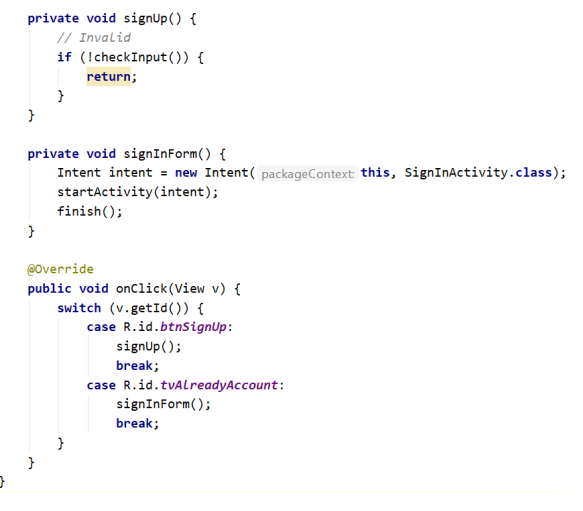 private void signUp() {
// Invalid
if (!checkInput()) {
return;
}
}
private void signInForm() {
Intent intent = new Intent( packageContext: this, SignInActivity.class);
startActivity(intent);
finish();
}
@Override
public void onClick(View v) {
switch (v.getId()) {
case R.id.btnSignUp:
signUp();
break;
case R.id.tvAlreadyAccount:
signInForm();
break;
}
}
}